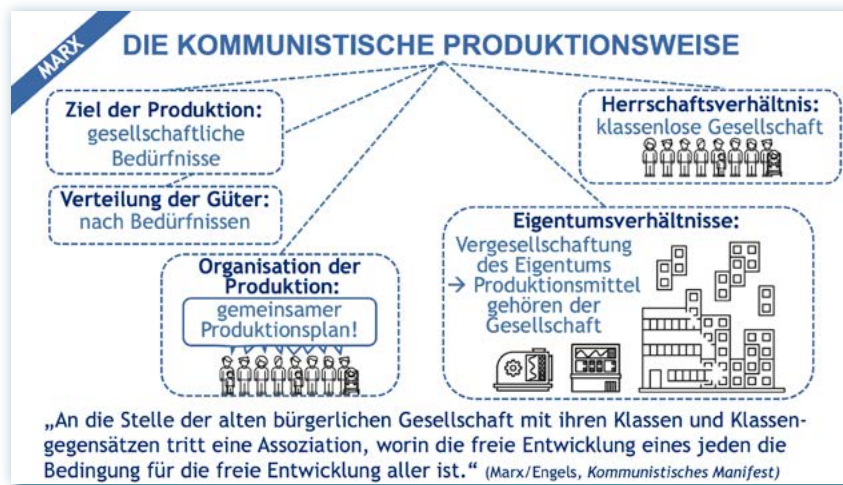 MARX
DIE KOMMUNISTISCHE PRODUKTIONSWEISE
Ziel der Produktion:
gesellschaftliche
Bedürfnisse
Verteilung der Güter:
nach Bedürfnissen
Organisation der
Produktion:
gemeinsamer
Produktionsplan!
Herrschaftsverhältnis:
klassenlose Gesellschaft
Eigentumsverhältnisse:
Vergesellschaftung
des Eigentums
→ Produktionsmittel
gehören der
Gesellschaft
„An die Stelle der alten bürgerlichen Gesellschaft mit ihren Klassen und Klassen-
gegensätzen tritt eine Assoziation, worin die freie Entwicklung eines jeden die
Bedingung für die freie Entwicklung aller ist.“ (Marx/Engels, Kommunistisches Manifest)